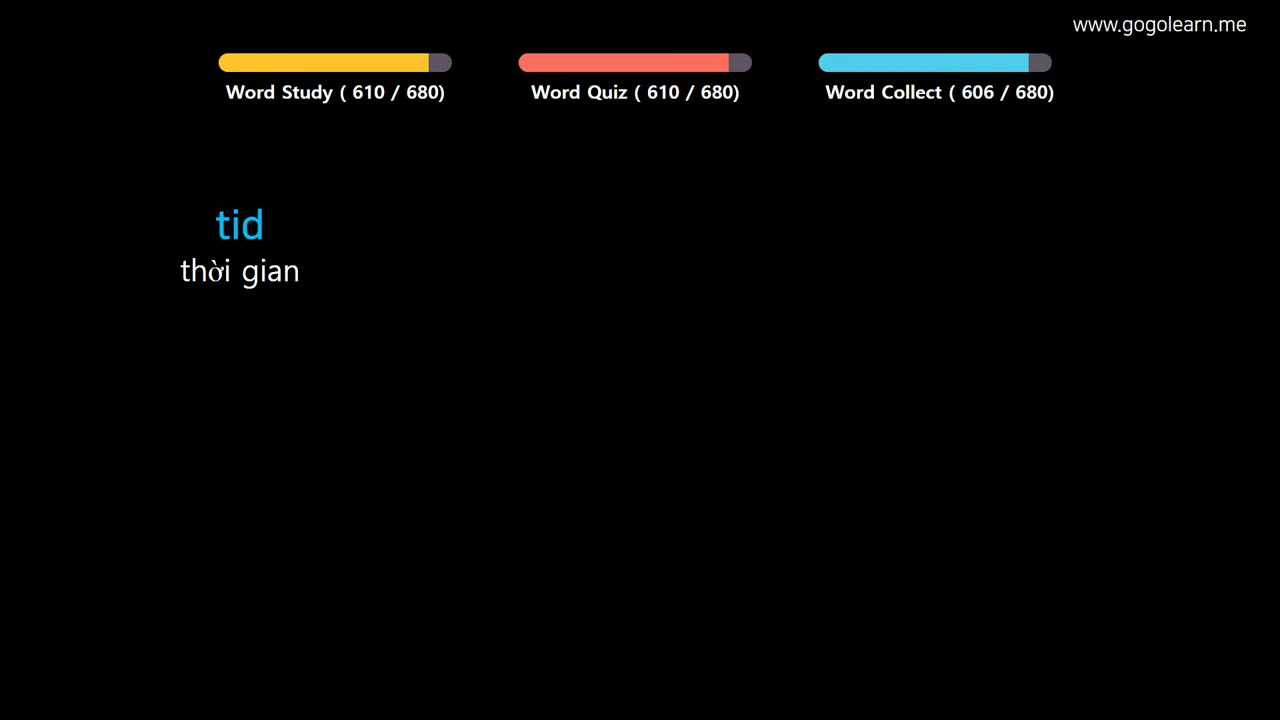 www.gogolearn.me
Word Study ( 610 / 680)
Word Quiz ( 610 / 680)
Word Collect ( 606 / 680)
tid
thời gian